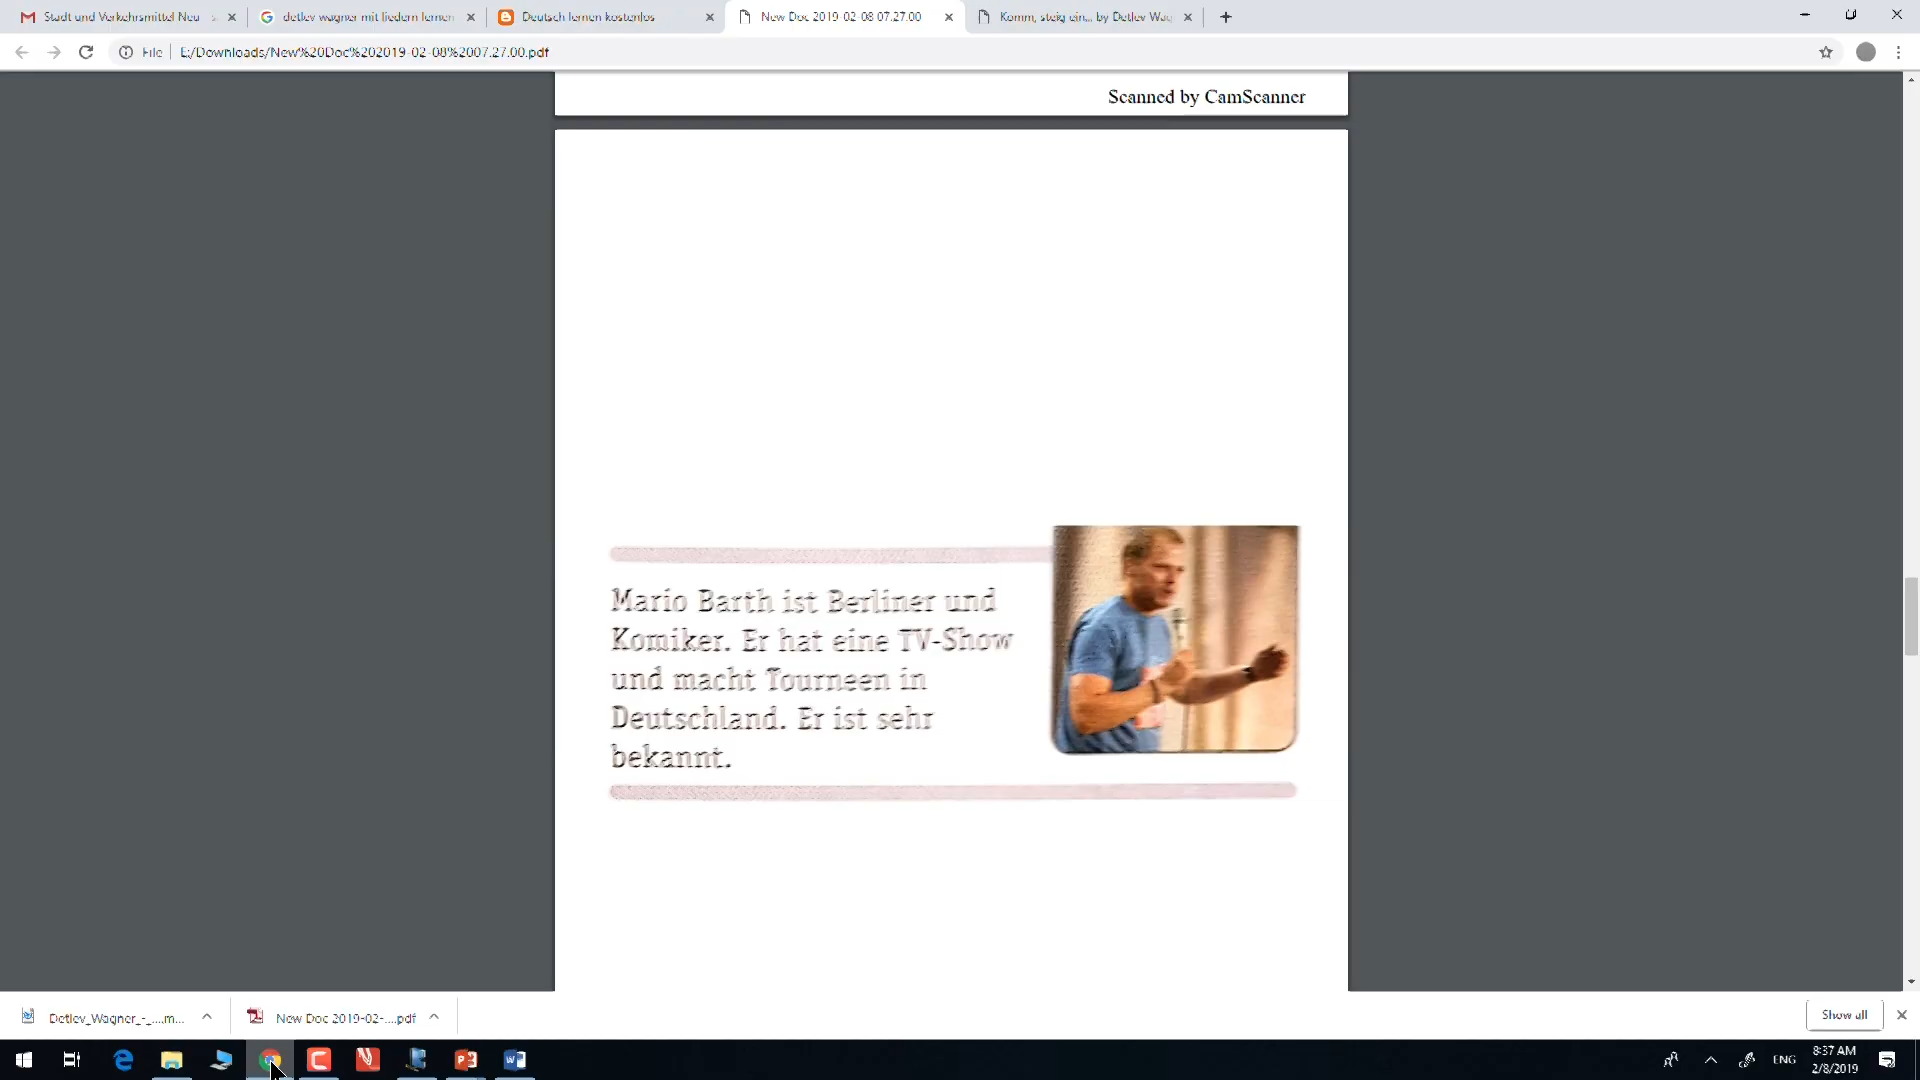 Stadt und Verkehrsmittel Neu
detlev wagner mit liedern lernen
Deutsch lernen kostenlos
New Doc 2019-02-08 07.27.00
Komm, steig ein... by Detlev Wag
File
E:/Downloads/New%20Doc%202019-02-08%2007.27.00.pdf
Scanned by CamScanner
Mario Barth ist Berliner und
Komiker. Er hat eine TV-Show
und macht Tourneen in
Deutschland. Er ist sehr
bekannt.
Detlev_Wagner_-_....m...
New Doc 2019-02-....pdf
Show all
ENG
8:37 AM
2/8/2019